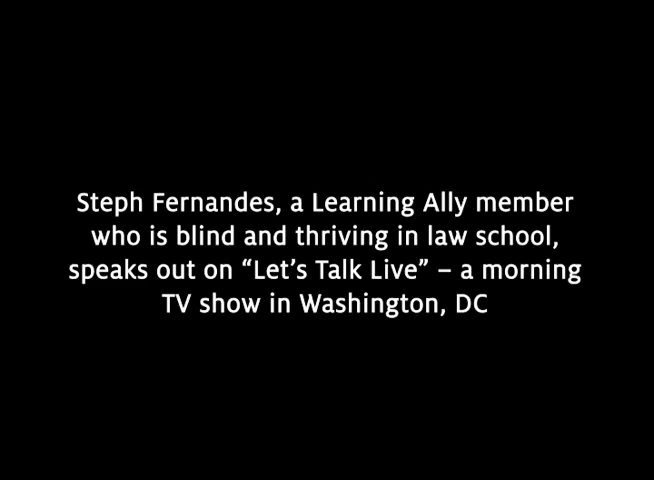 Steph Fernandes, a Learning Ally member
who is blind and thriving in law school,
speaks out on “Let’s Talk Live” – a morning
TV show in Washington, DC